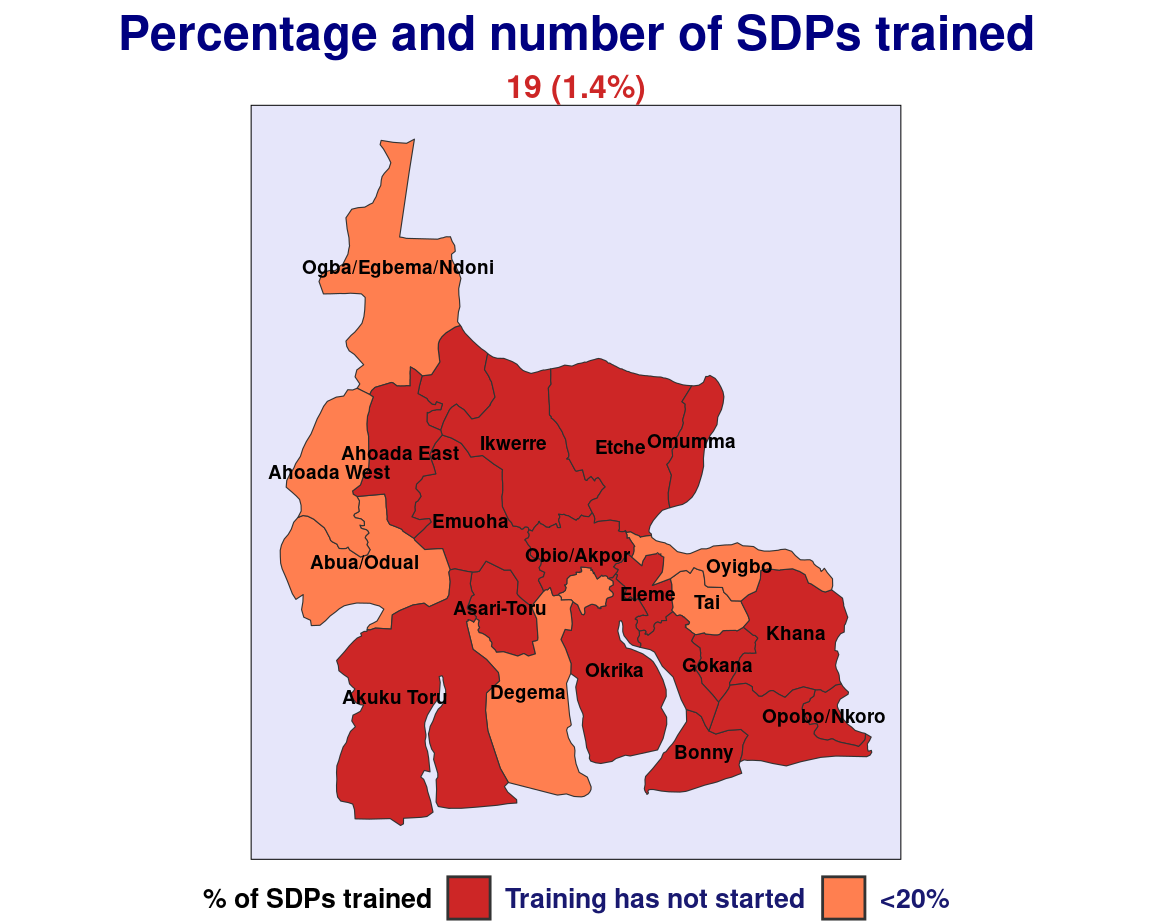 Percentage and number of SDPs trained
19 (1.4%)
Ogba/Egbema/Ndoni
Ikwerre
Etche
Omumma
Ahoada East
Ahoada West
Emuoha
Obio/Akpor
Abua/Odual
Oyigbo
Eleme
Tai
Asari-Toru
Khana
Gokana
Okrika
Degema
Akuku Toru
Opobo/Nkoro
Bonny
% of SDPs trained Training has not started <20%